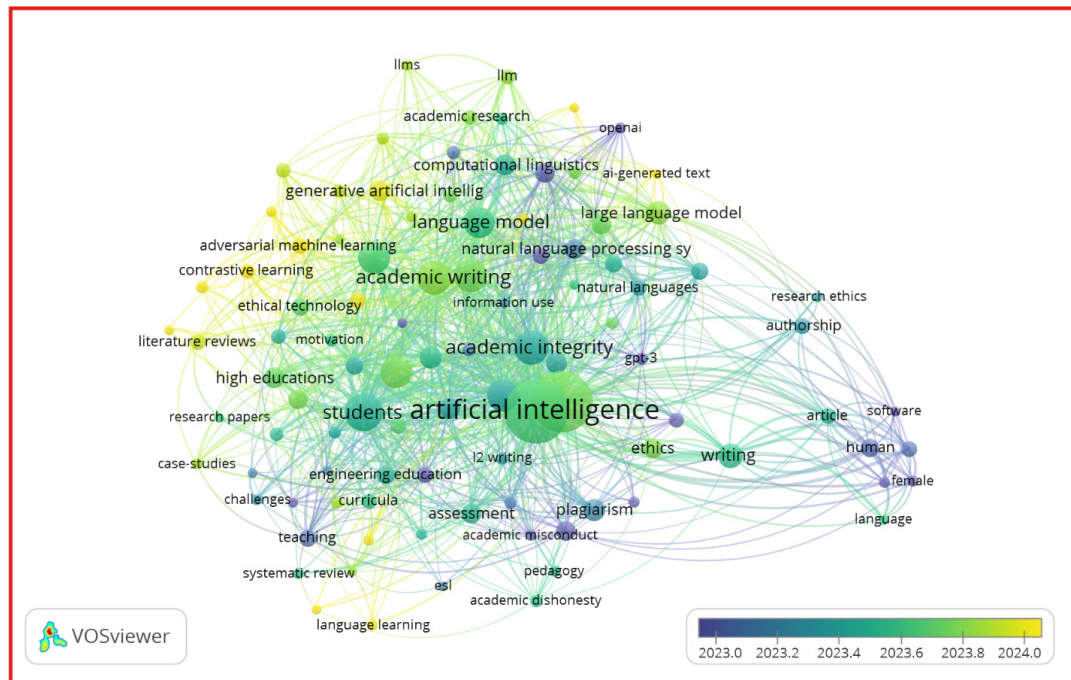 llms
llm
academic research
openai
computational linguistics
ai-generated text
generative artificial intellig
language model
large language model
adversarial machine learning
natural language processing sy
contrastive learning
academic writing
natural languages
ethical technology
information use
research ethics
authorship
literature reviews
motivation
academic integrity
gpt-3
high educations
students
artificial intelligence
research papers
article
software
case-studies
l2 writing
ethics
writing
human
engineering education
female
challenges
curricula
assessment
plagiarism
language
teaching
academic misconduct
systematic review
esl
pedagogy
academic dishonesty
language learning
VOSviewer
2023.0 2023.2 2023.4 2023.6 2023.8 2024.0